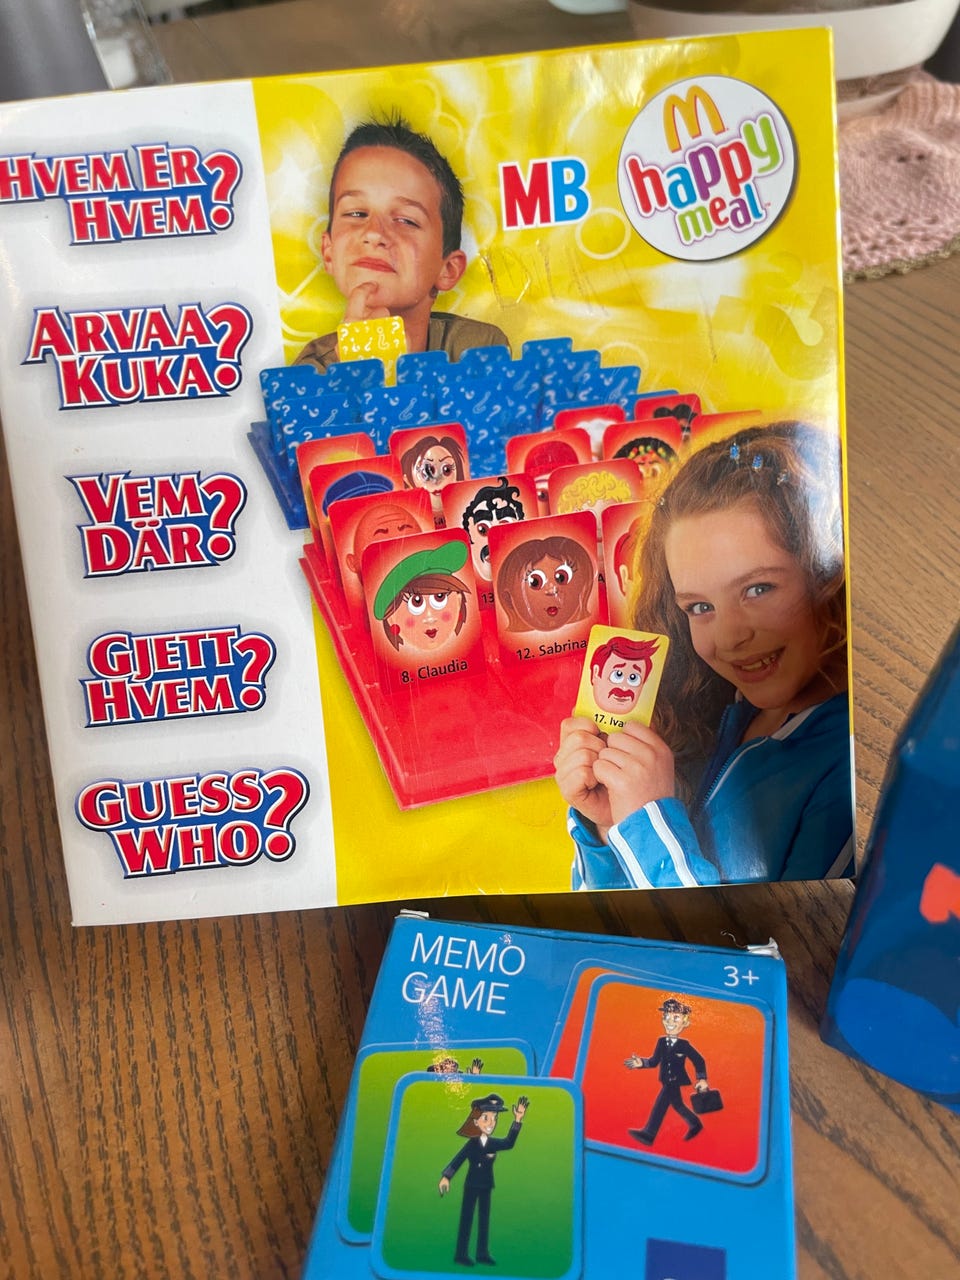 HVEM ER
HVEM?
ARVAA
KUKA?
VEM
DÄR?
GJETT
HVEM?
GUESS
WHO?
MB
M
happy
meal
8. Claudia
12. Sabrina
13
17. Iva
MEMO
GAME
3+